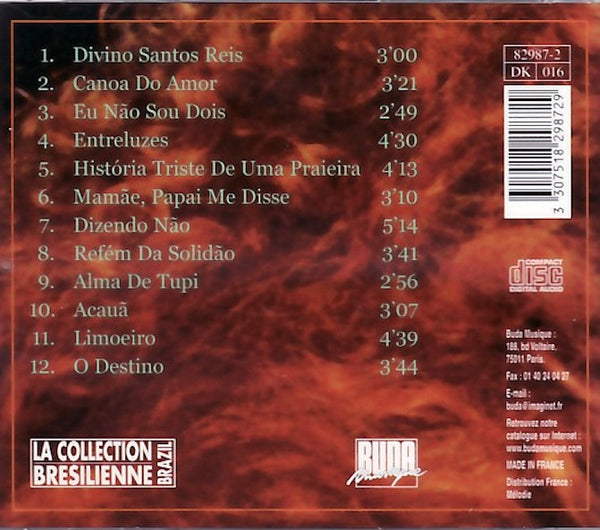 1. Divino Santos Reis 3'00
2. Canoa Do Amor 3'21
3. Eu Não Sou Dois 2'49
4. Entreluzes 4'30
5. História Triste De Uma Praieira 4'13
6. Mamãe, Papai Me Disse 3'10
7. Dizendo Não 5'14
8. Refém Da Solidão 3'41
9. Alma De Tupi 2'56
10. Acauã 3'07
11. Limoeiro 4'39
12. O Destino 3'44
82987-2
DK 016
3 307518 298729
COMPACT
disc
DIGITAL AUDIO
Buda Musique :
188, bd Voltaire,
75011 Paris.
Fax : 01 40 24 04 27
E-mail :
buda@imaginet.fr
Retrouvez notre
catalogue sur Internet :
www.budamusique.com
MADE IN FRANCE
Distribution France :
Mélodie
LA COLLECTION
BRESILIENNE
BRAZIL
BUDA
musique